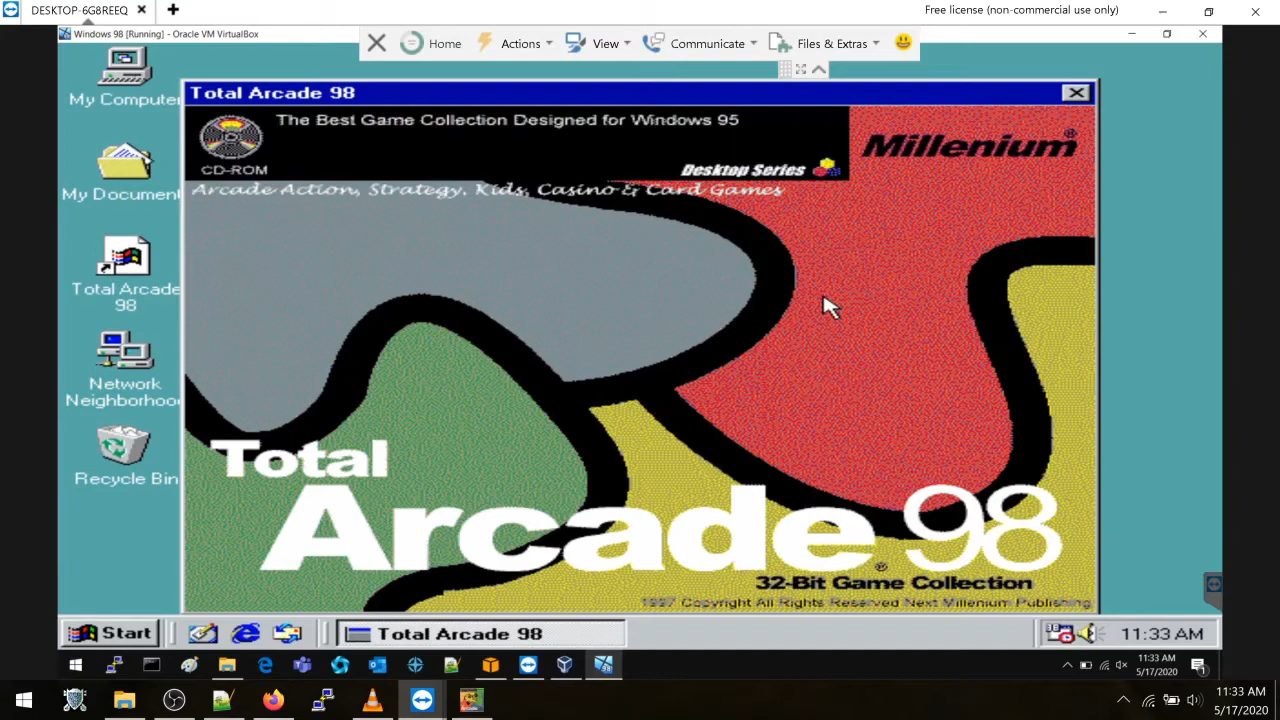 DESKTOP-6G8REEQ
Free license (non-commercial use only)
Windows 98 [Running] - Oracle VM VirtualBox
Home
Actions
View
Communicate
Files & Extras
My Computer
My Document
Total Arcade
98
Network
Neighborhoo
Recycle Bin
Total Arcade 98
The Best Game Collection Designed for Windows 95
CD-ROM
Desktop Series
Millenium®
Arcade Action, Strategy, Kids, Casino & Card Games
Total
Arcade 98
®
32-Bit Game Collection
1997 Copyright All Rights Reserved Next Millenium Publishing
Start
Total Arcade 98
11:33 AM
11:33 AM
5/17/2020
1
11:33 AM
5/17/2020